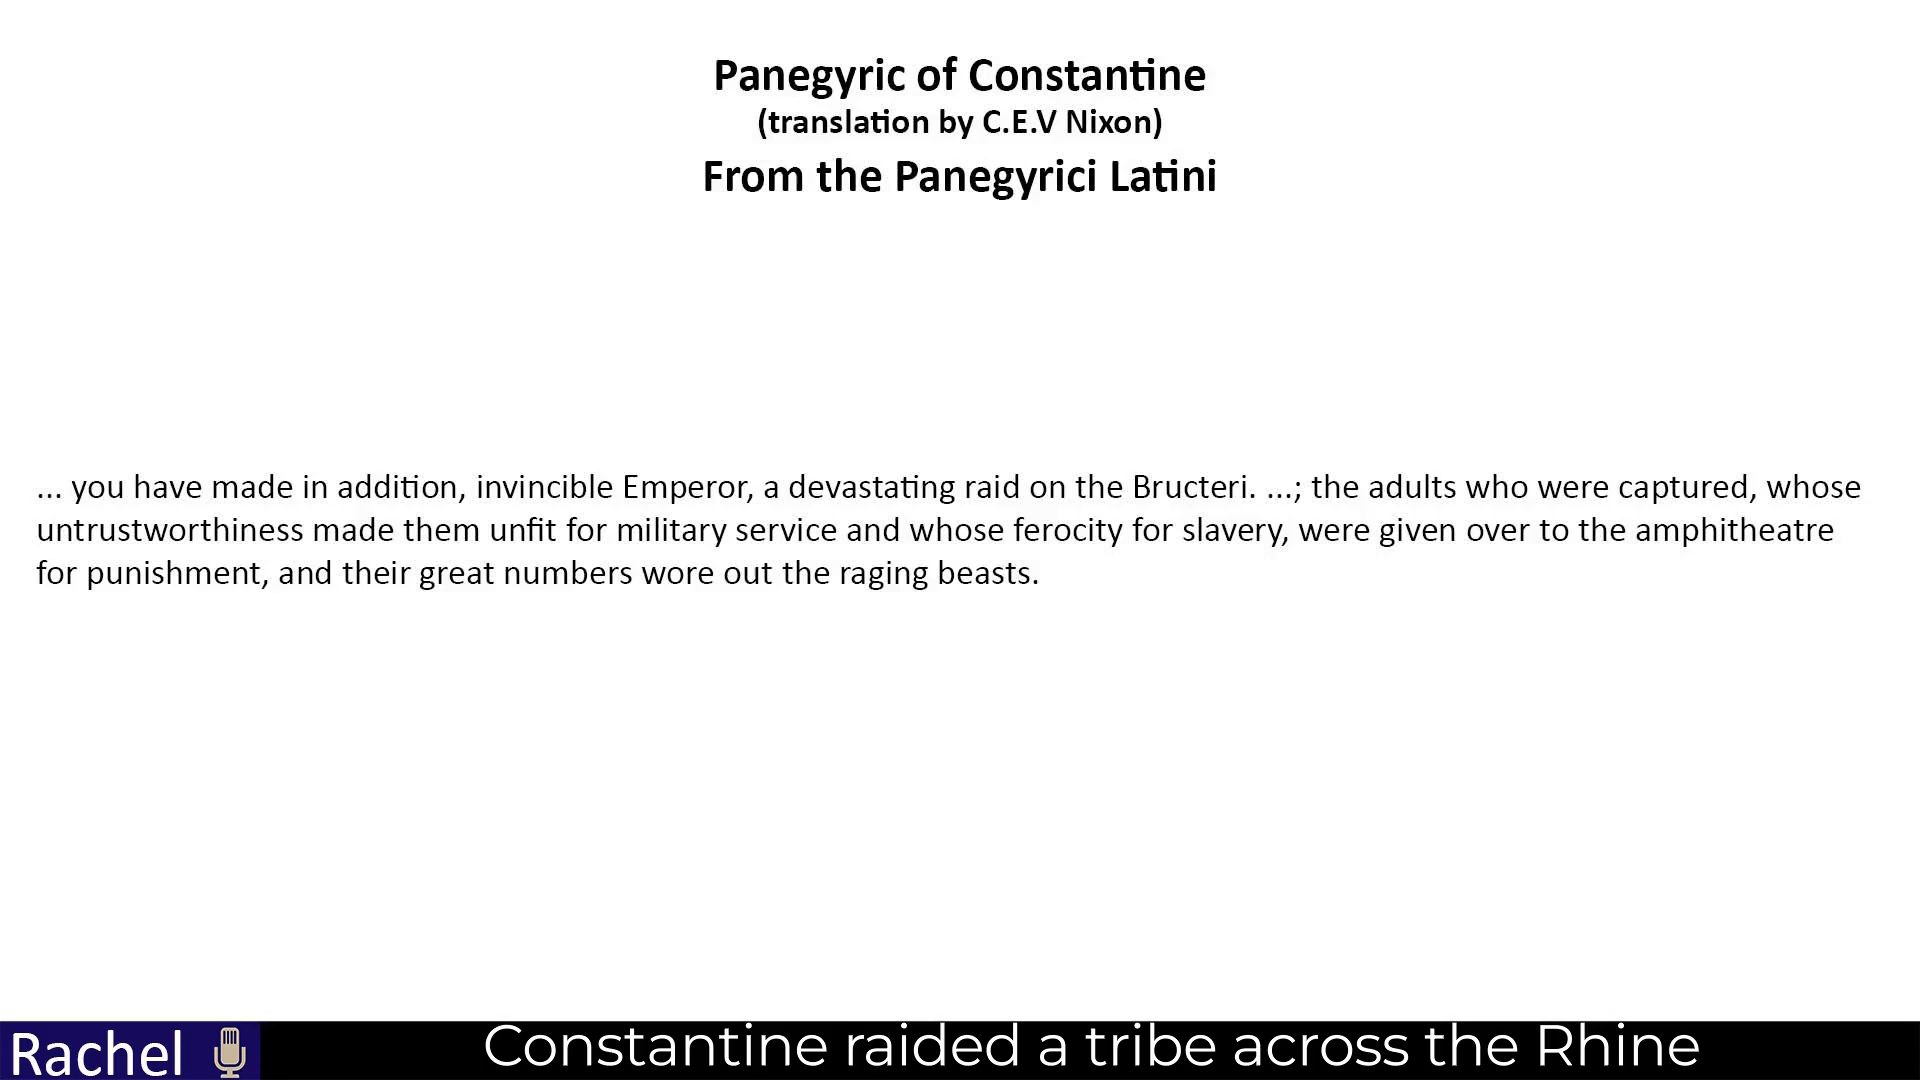 Panegyric of Constantine
(translation by C.E.V Nixon)
From the Panegyrici Latini
... you have made in addition, invincible Emperor, a devastating raid on the Bructeri. ...; the adults who were captured, whose
untrustworthiness made them unfit for military service and whose ferocity for slavery, were given over to the amphitheatre
for punishment, and their great numbers wore out the raging beasts.
Rachel
Constantine raided a tribe across the Rhine